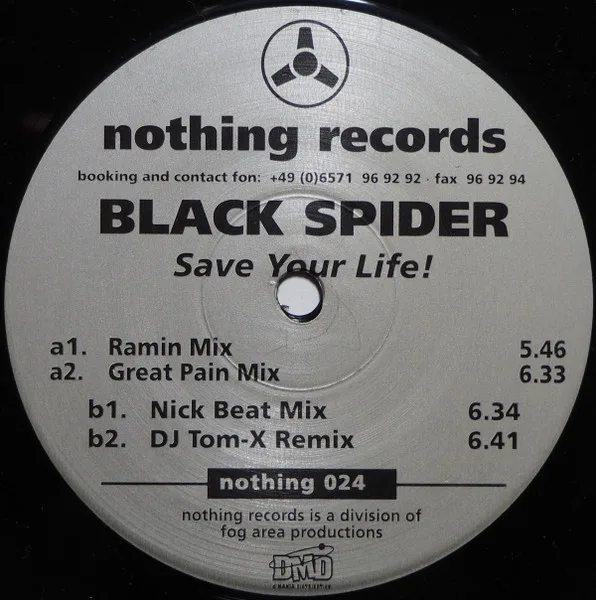 nothing records
booking and contact fon: +49 (0)6571 96 92 92 · fax 96 92 94
BLACK SPIDER
Save Your Life!
a1. Ramin Mix 5.46
a2. Great Pain Mix 6.33
b1. Nick Beat Mix 6.34
b2. DJ Tom-X Remix 6.41
nothing 024
nothing records is a division of
fog area productions
DMD